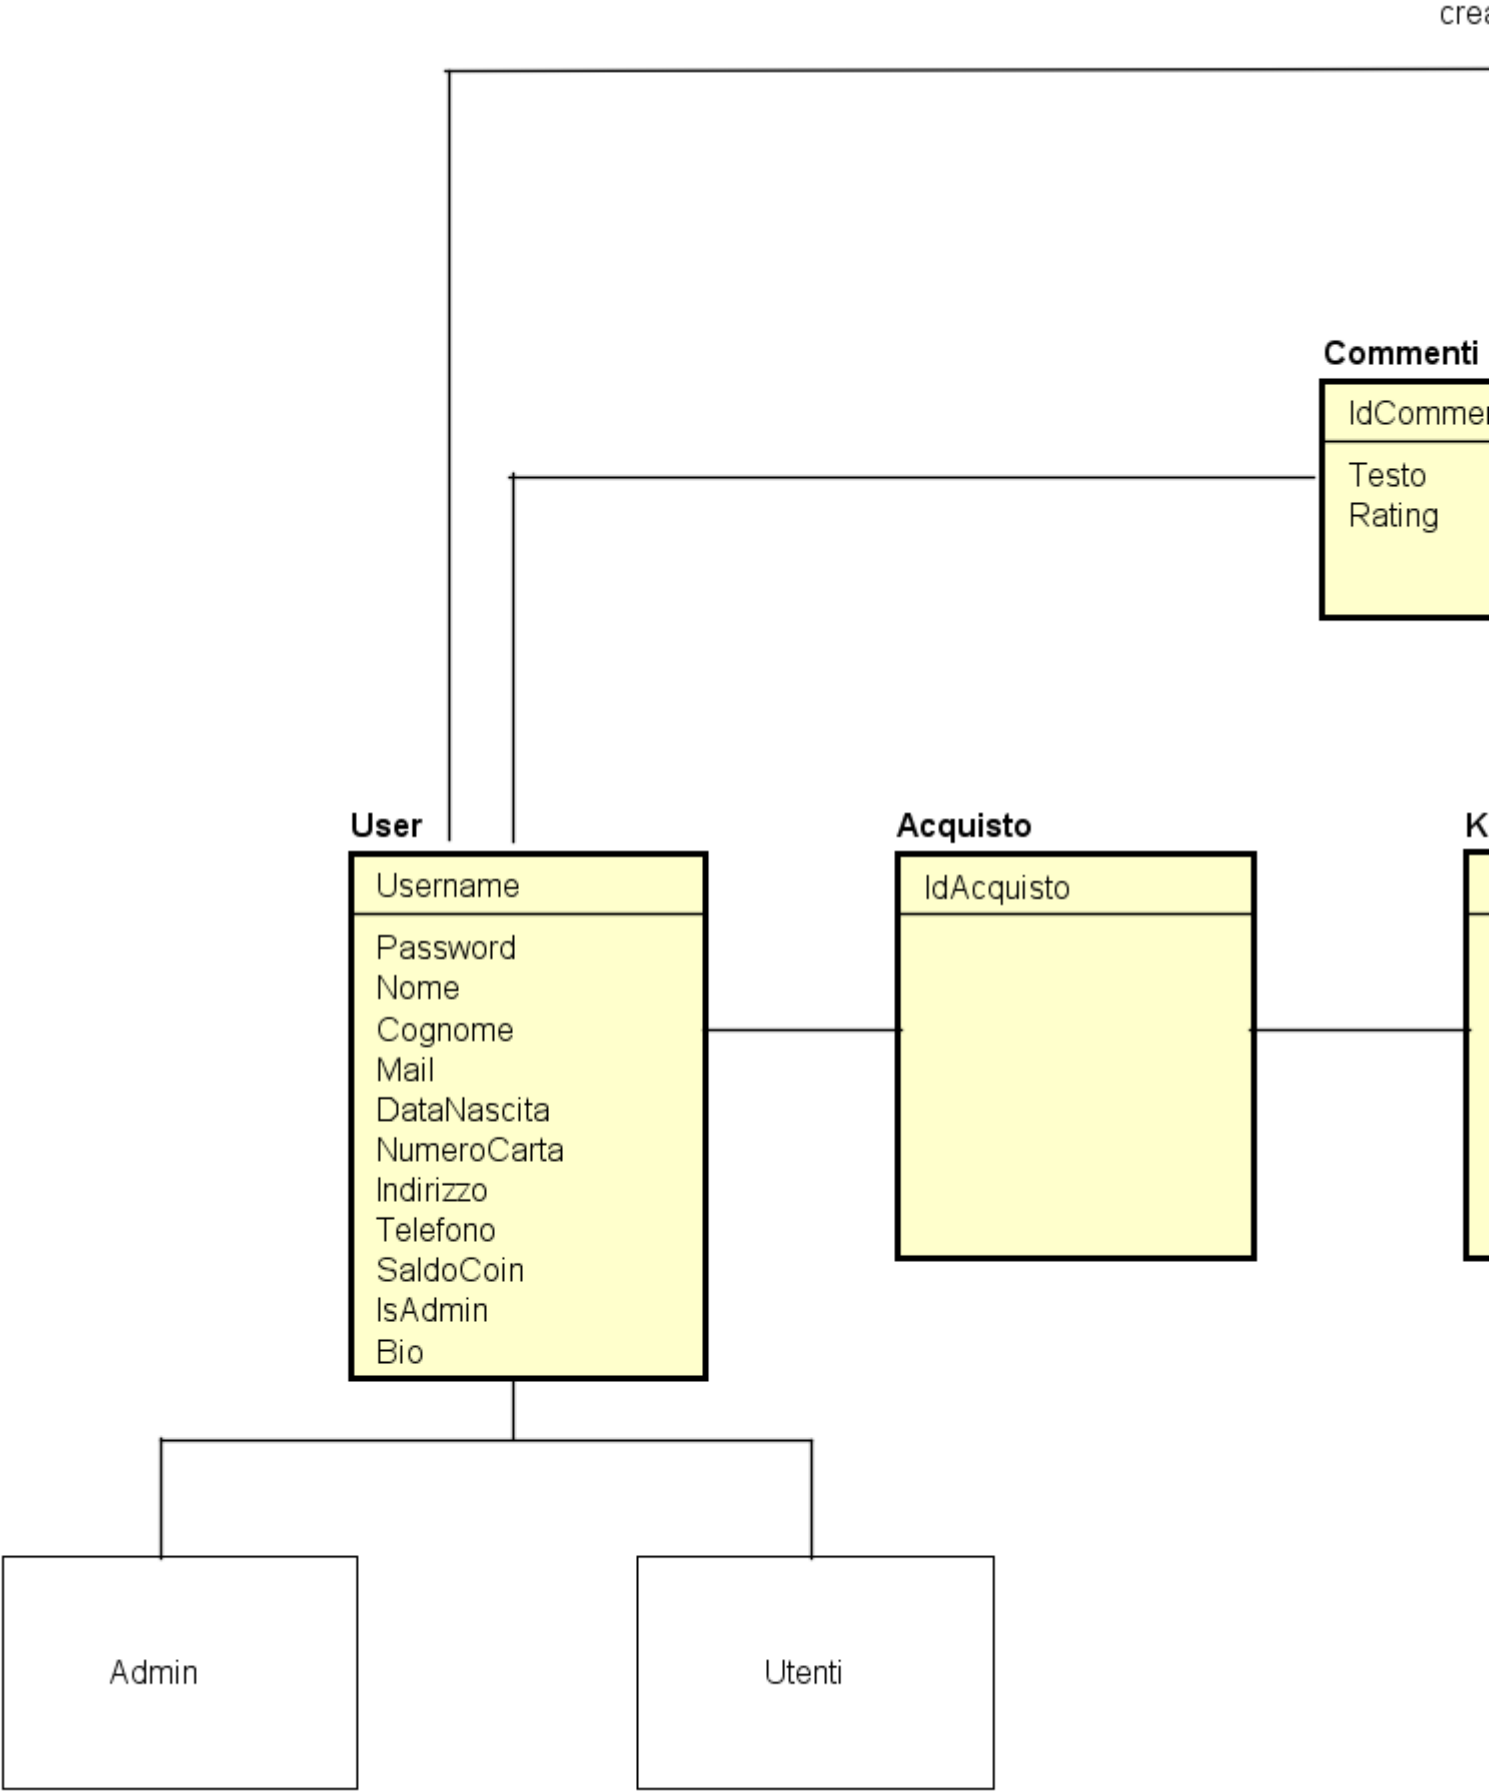 Commenti
Testo
Rating
User
Username
Password
Nome
Cognome
Mail
DataNascita
NumeroCarta
Indirizzo
Telefono
SaldoCoin
IsAdmin
Bio
Acquisto
IdAcquisto
Admin
Utenti